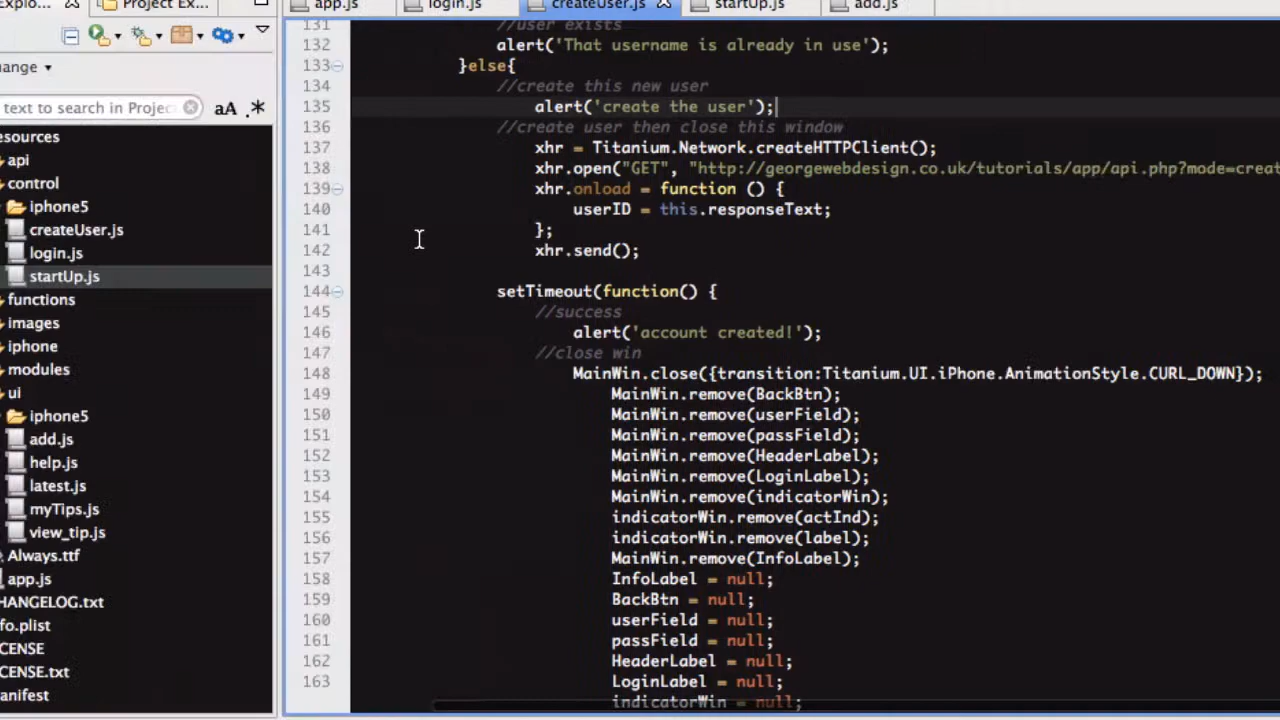 Explo...
Project Ex...
ange
text to search in Projec
aA .*
esources
api
control
iphone5
createUser.js
login.js
startUp.js
functions
images
iphone
modules
ui
iphone5
add.js
help.js
latest.js
myTips.js
view_tip.js
Always.ttf
app.js
HANGELOG.txt
fo.plist
CENSE
CENSE.txt
anifest
app.js
login.js
createUser.js
startUp.js
add.js
131 //user exists
132 alert('That username is already in use');
133 }else{
134 //create this new user
135 alert('create the user');
136 //create user then close this window
137 xhr = Titanium.Network.createHTTPClient();
138 xhr.open("GET", "http://georgewebdesign.co.uk/tutorials/app/api.php?mode=creat
139 xhr.onload = function () {
140 userID = this.responseText;
141 };
142 xhr.send();
143
144 setTimeout(function() {
145 //success
146 alert('account created!');
147 //close win
148 MainWin.close({transition:Titanium.UI.iPhone.AnimationStyle.CURL_DOWN});
149 MainWin.remove(BackBtn);
150 MainWin.remove(userField);
151 MainWin.remove(passField);
152 MainWin.remove(HeaderLabel);
153 MainWin.remove(LoginLabel);
154 MainWin.remove(indicatorWin);
155 indicatorWin.remove(actInd);
156 indicatorWin.remove(label);
157 MainWin.remove(InfoLabel);
158 InfoLabel = null;
159 BackBtn = null;
160 userField = null;
161 passField = null;
162 HeaderLabel = null;
163 LoginLabel = null;
indicatorWin = null;